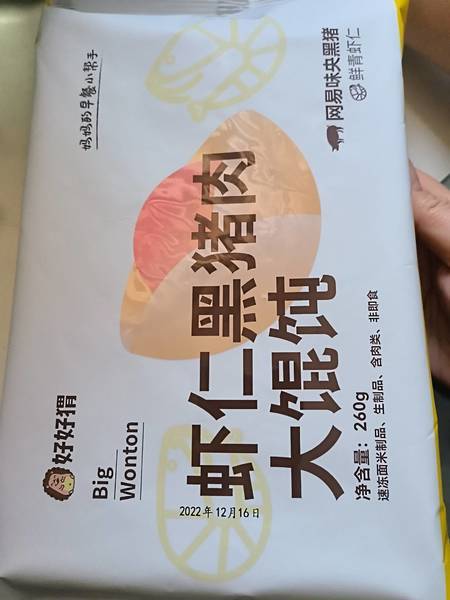 好好猬
Big
Wonton
妈妈的早餐小帮手
虾仁黑猪肉
大馄饨
网易味央黑猪
鲜青虾仁
净含量：260g
速冻面米制品、生制品、含肉类、非即食
2022年12月16日